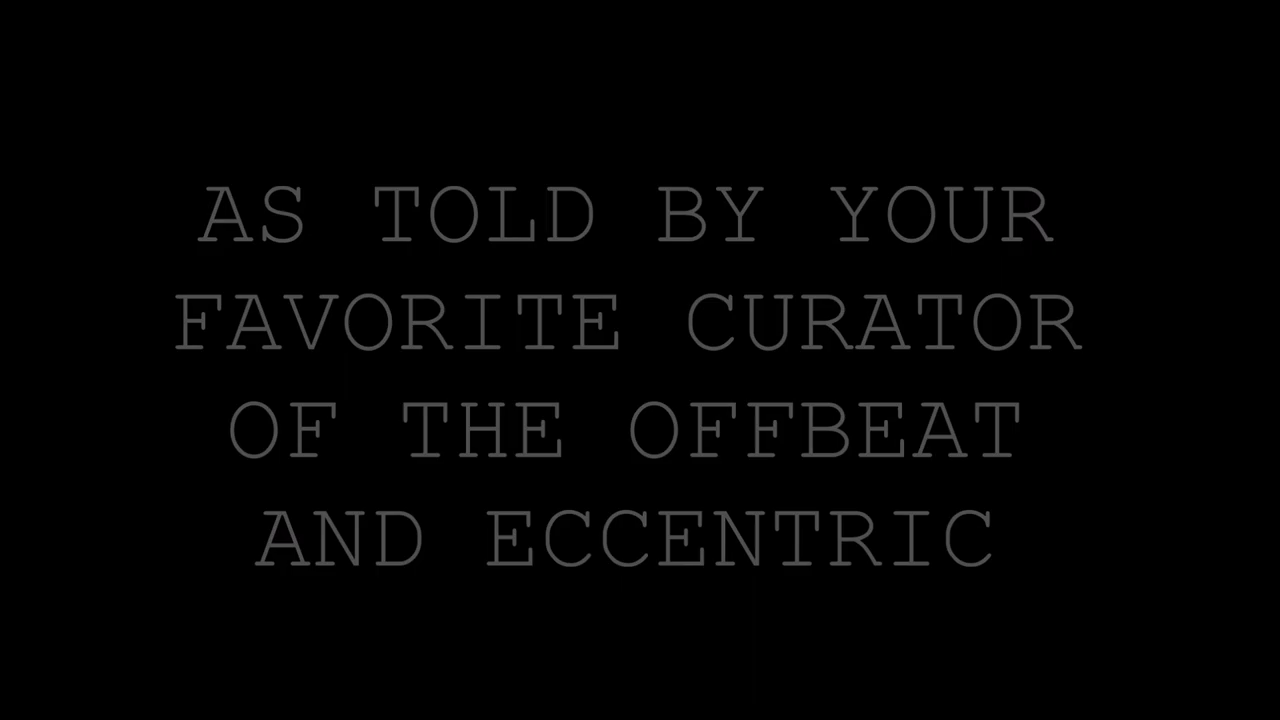 AS TOLD BY YOUR
FAVORITE CURATOR
OF THE OFFBEAT
AND ECCENTRIC